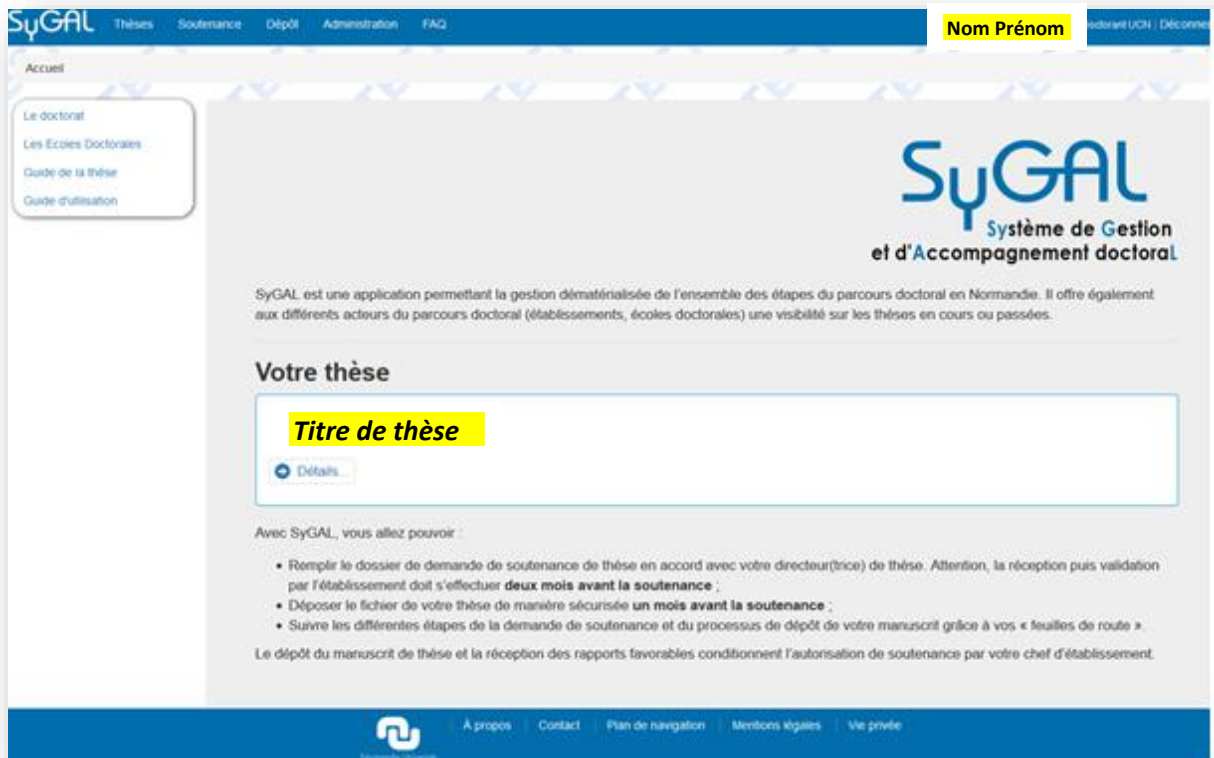 SyGAL Thèses Soutenance Dépôt Administration FAQ Nom Prénom UCN | Déconne
Accueil
Le doctorat
Les Ecoles Doctorales
Guide de la thèse
Guide d'utilisation
SyGAL
Système de Gestion
et d'Accompagnement doctoraL
SyGAL est une application permettant la gestion dématérialisée de l'ensemble des étapes du parcours doctoral en Normandie. Il offre également
aux différents acteurs du parcours doctoral (établissements, écoles doctorales) une visibilité sur les thèses en cours ou passées.
Votre thèse
Titre de thèse
Détails...
Avec SyGAL, vous allez pouvoir :
• Remplir le dossier de demande de soutenance de thèse en accord avec votre directeur(trice) de thèse. Attention, la réception puis validation
par l'établissement doit s'effectuer deux mois avant la soutenance ;
• Déposer le fichier de votre thèse de manière sécurisée un mois avant la soutenance ;
• Suivre les différentes étapes de la demande de soutenance et du processus de dépôt de votre manuscrit grâce à vos « feuilles de route ».
Le dépôt du manuscrit de thèse et la réception des rapports favorables conditionnent l'autorisation de soutenance par votre chef d'établissement.
À propos Contact Plan de navigation Mentions légales Vie privée